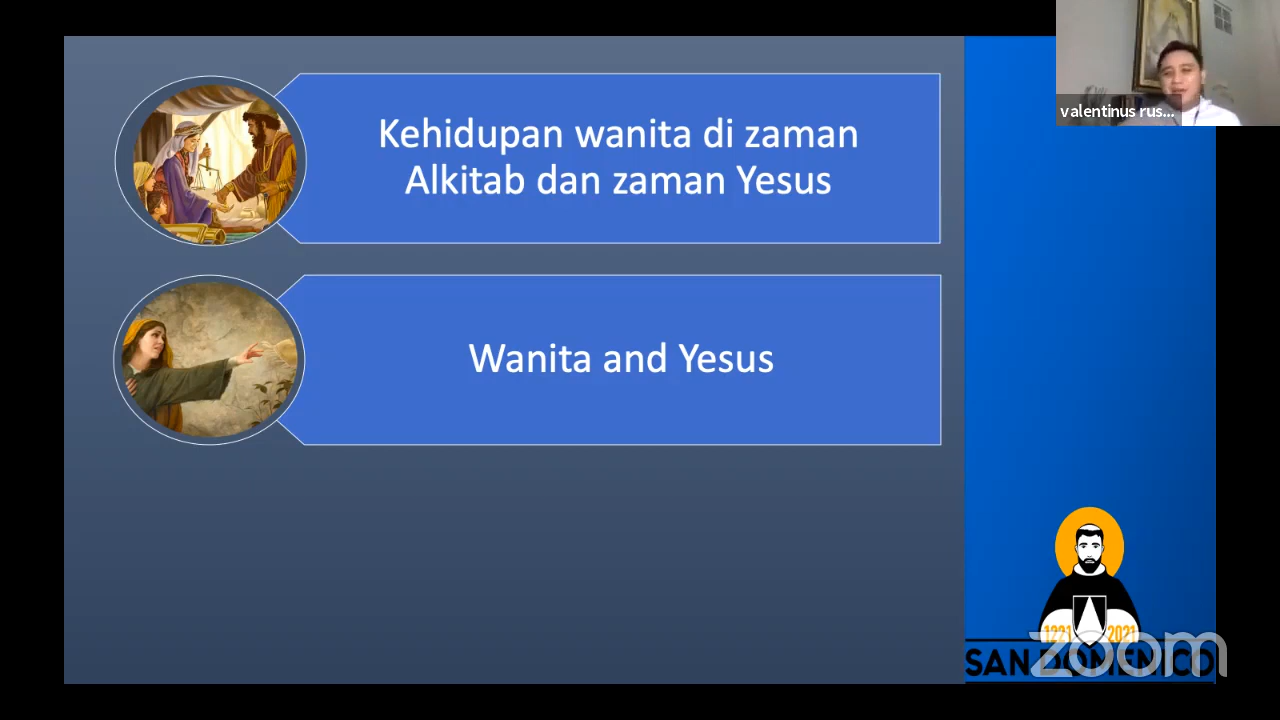 Kehidupan wanita di zaman
Alkitab dan zaman Yesus
valentinus rus...
Wanita and Yesus
1221 2021
SAN DOMENICO
zoom